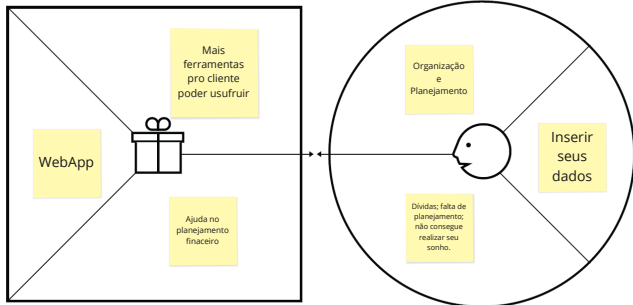 Mais
ferramentas
pro cliente
poder usufruir
WebApp
Ajuda no
planejamento
finaceiro
Organização
e
Planejamento
Inserir
seus
dados
Dívidas; falta de
planejamento;
não consegue
realizar seu
sonho.